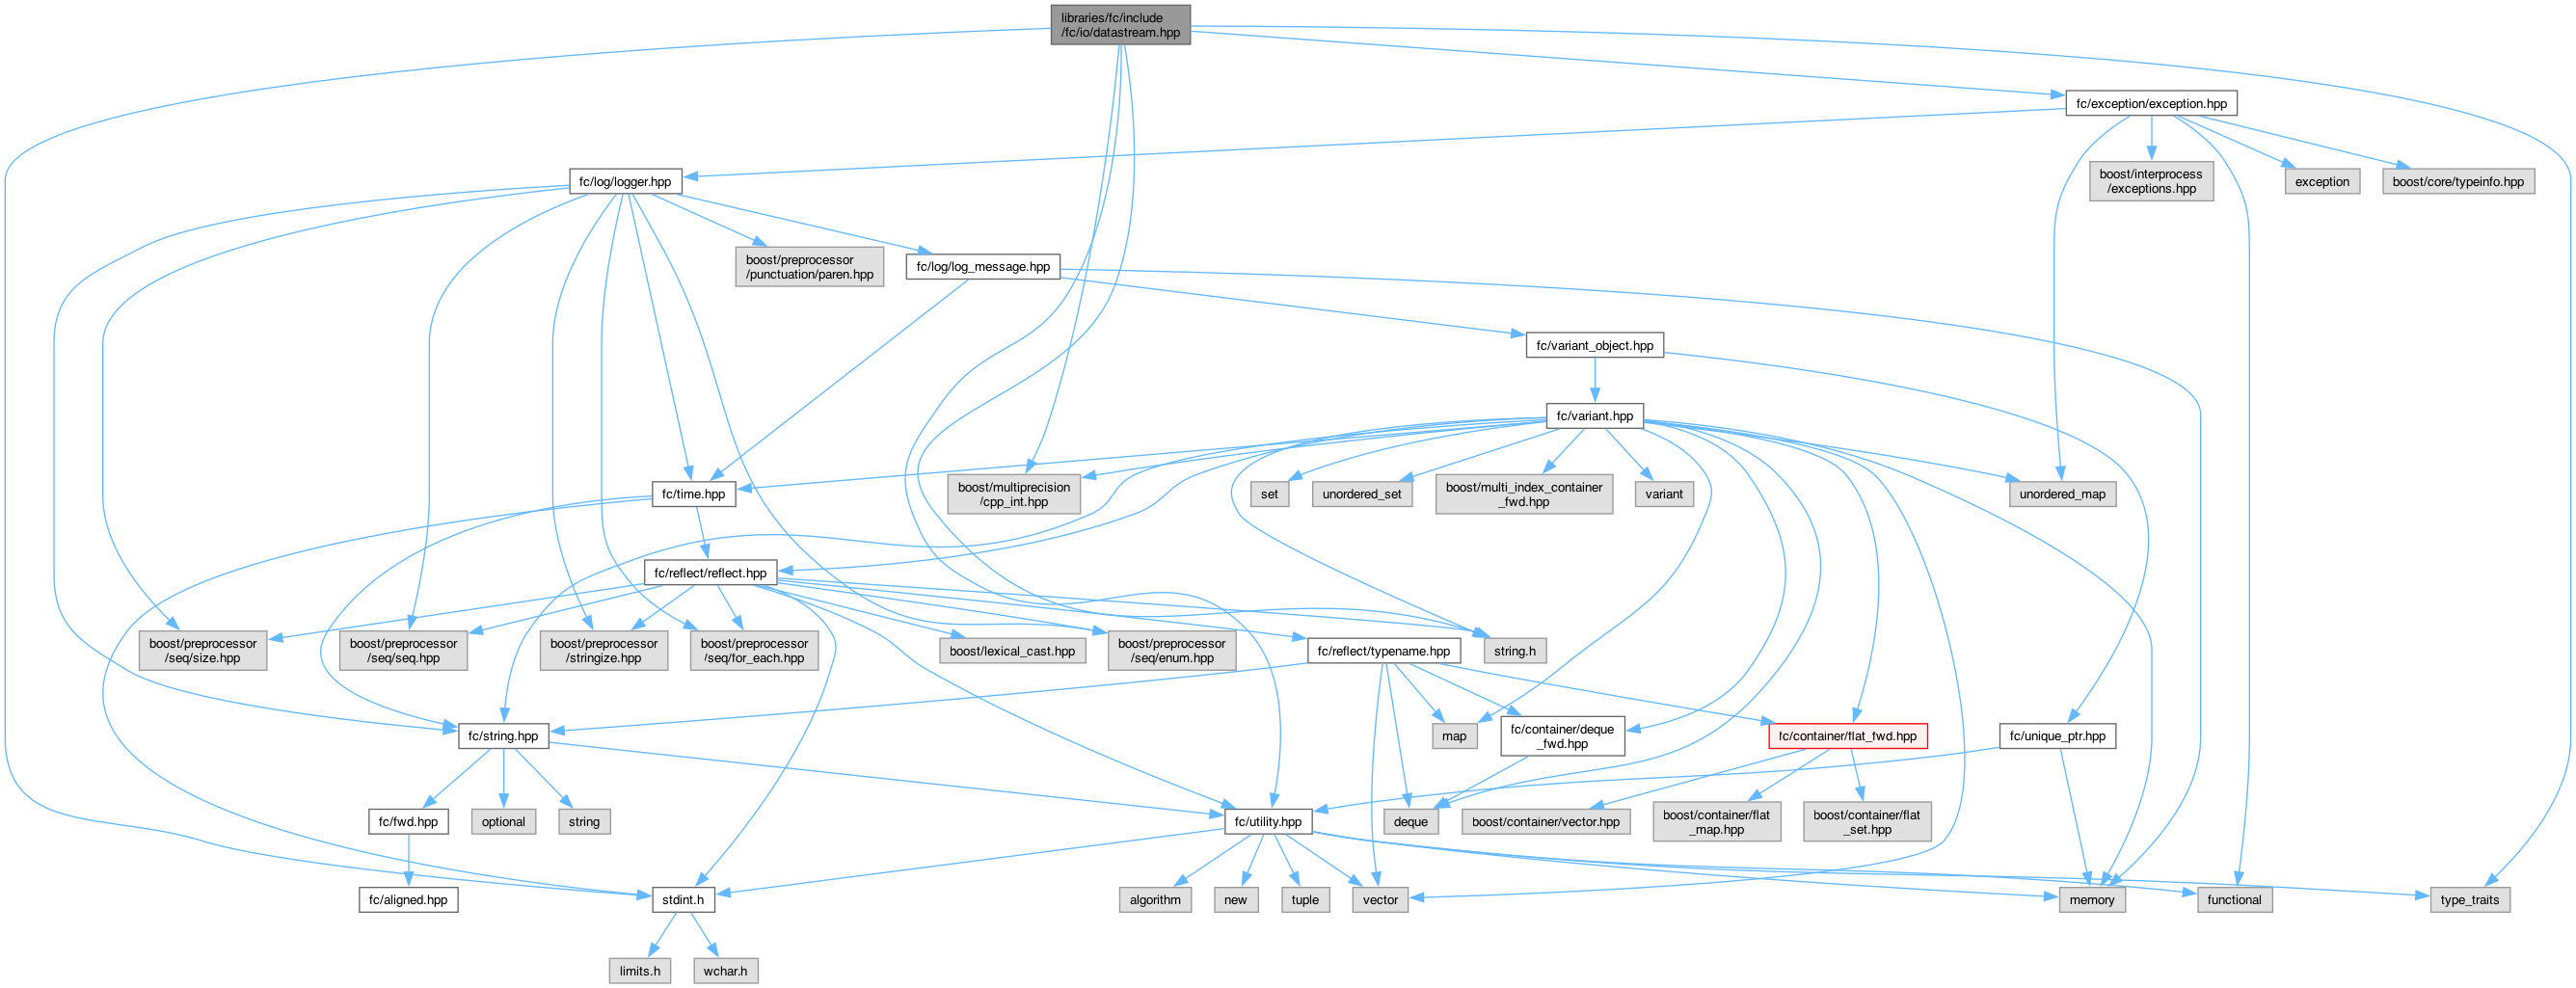 libraries/fc/include
/fc/io/datastream.hpp
fc/exception/exception.hpp
fc/log/logger.hpp
boost/interprocess
/exceptions.hpp
exception
boost/core/typeinfo.hpp
boost/preprocessor
/punctuation/paren.hpp
fc/log/log_message.hpp
fc/variant_object.hpp
fc/variant.hpp
fc/time.hpp
boost/multiprecision
/cpp_int.hpp
set
unordered_set
boost/multi_index_container
_fwd.hpp
variant
unordered_map
fc/reflect/reflect.hpp
boost/preprocessor
/seq/size.hpp
boost/preprocessor
/seq/seq.hpp
boost/preprocessor
/stringize.hpp
boost/preprocessor
/seq/for_each.hpp
boost/lexical_cast.hpp
boost/preprocessor
/seq/enum.hpp
fc/reflect/typename.hpp
string.h
fc/string.hpp
map
fc/container/deque
_fwd.hpp
fc/container/flat_fwd.hpp
fc/unique_ptr.hpp
fc/fwd.hpp
optional
string
fc/utility.hpp
deque
boost/container/vector.hpp
boost/container/flat
_map.hpp
boost/container/flat
_set.hpp
fc/aligned.hpp
stdint.h
algorithm
new
tuple
vector
memory
functional
type_traits
limits.h
wchar.h